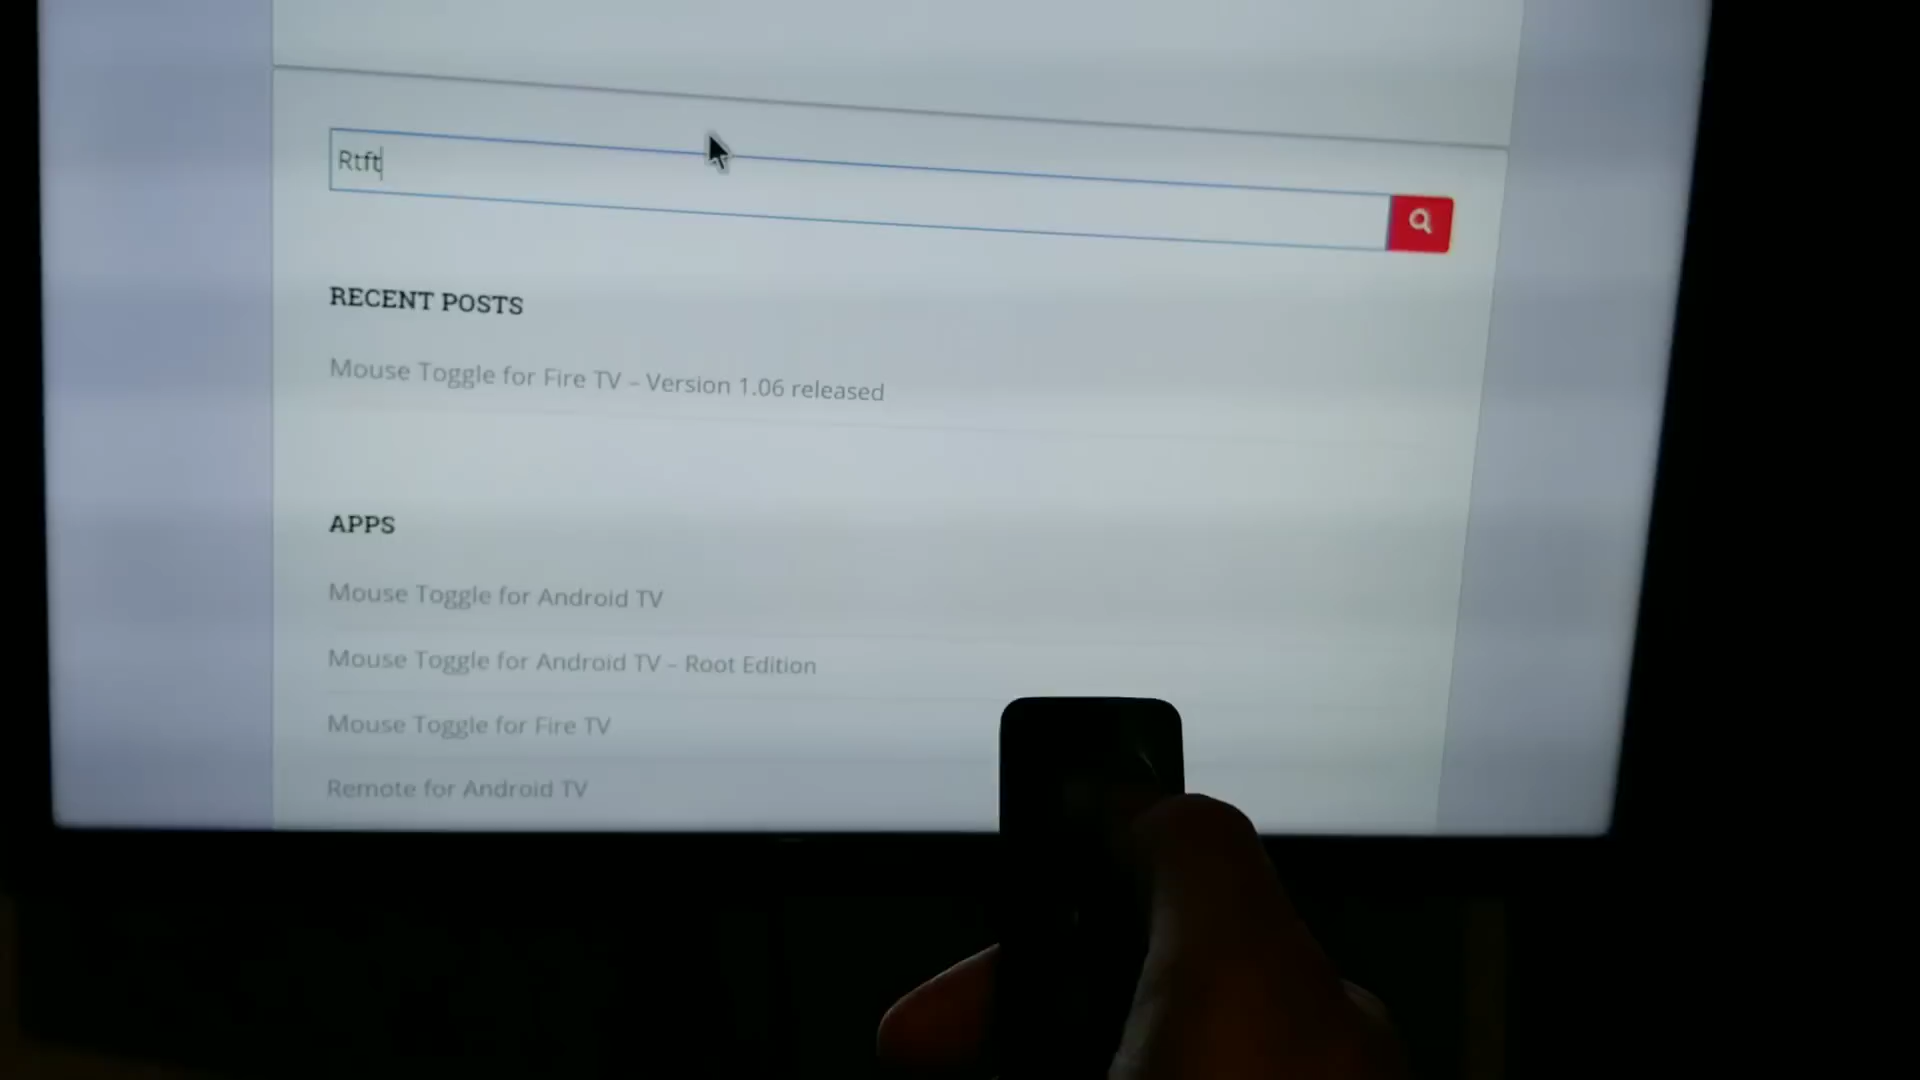 Rtft
RECENT POSTS
Mouse Toggle for Fire TV – Version 1.06 released
APPS
Mouse Toggle for Android TV
Mouse Toggle for Android TV – Root Edition
Mouse Toggle for Fire TV
Remote for Android TV